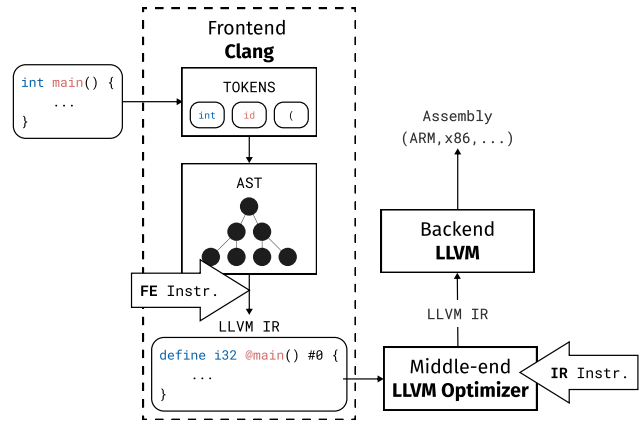 Frontend
Clang
int main() {
...
}
TOKENS
int
id
(
AST
FE Instr.
LLVM IR
define i32 @main() #0 {
...
}
Assembly
(ARM,x86,...)
Backend
LLVM
LLVM IR
Middle-end
LLVM Optimizer
IR Instr.